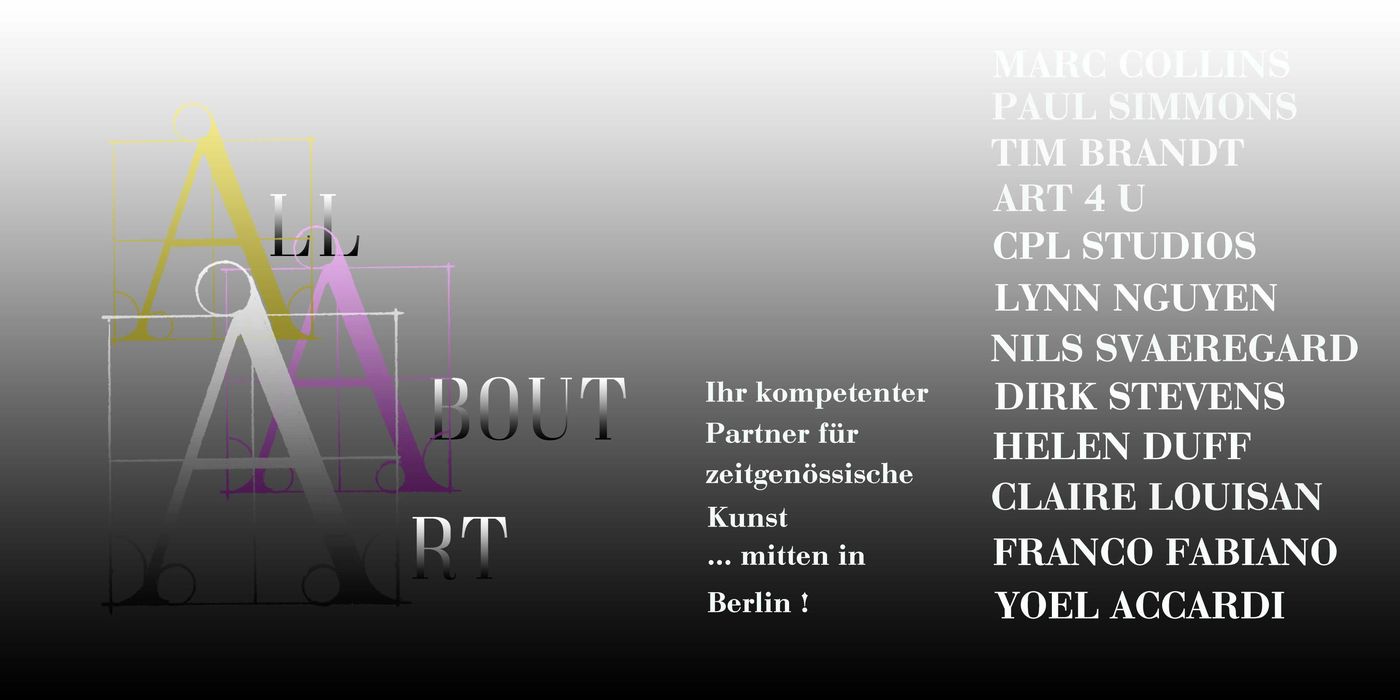 ALL
ABOUT
ART
Ihr kompetenter
Partner für
zeitgenössische
Kunst
... mitten in
Berlin !
MARC COLLINS
PAUL SIMMONS
TIM BRANDT
ART 4 U
CPL STUDIOS
LYNN NGUYEN
NILS SVAEREGARD
DIRK STEVENS
HELEN DUFF
CLAIRE LOUISAN
FRANCO FABIANO
YOEL ACCARDI